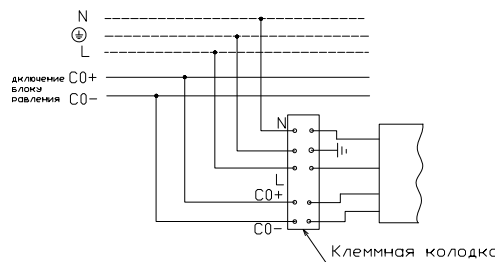 N
L
дключение CO+
блоку
равления CO-
N
L
CO+
CO-
Клеммная колодка